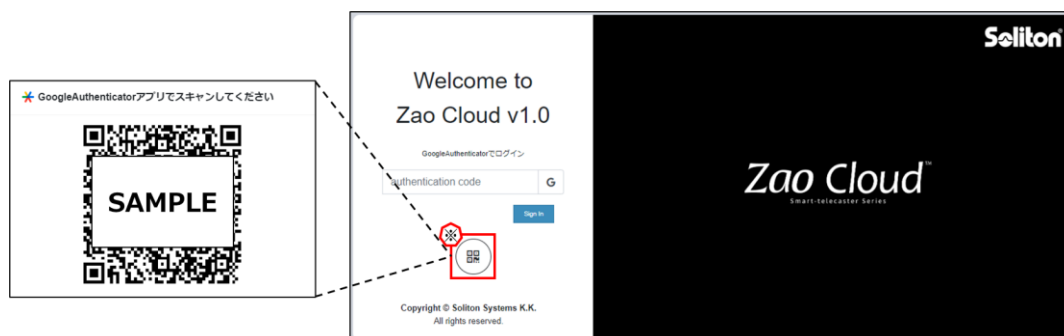 GoogleAuthenticatorアプリでスキャンしてください
SAMPLE
Welcome to
Zao Cloud v1.0
GoogleAuthenticatorでログイン
authentication code
G
Sign In
※
Copyright © Soliton Systems K.K.
All rights reserved.
Soliton®
Zao Cloud™
Smart-telecaster Series